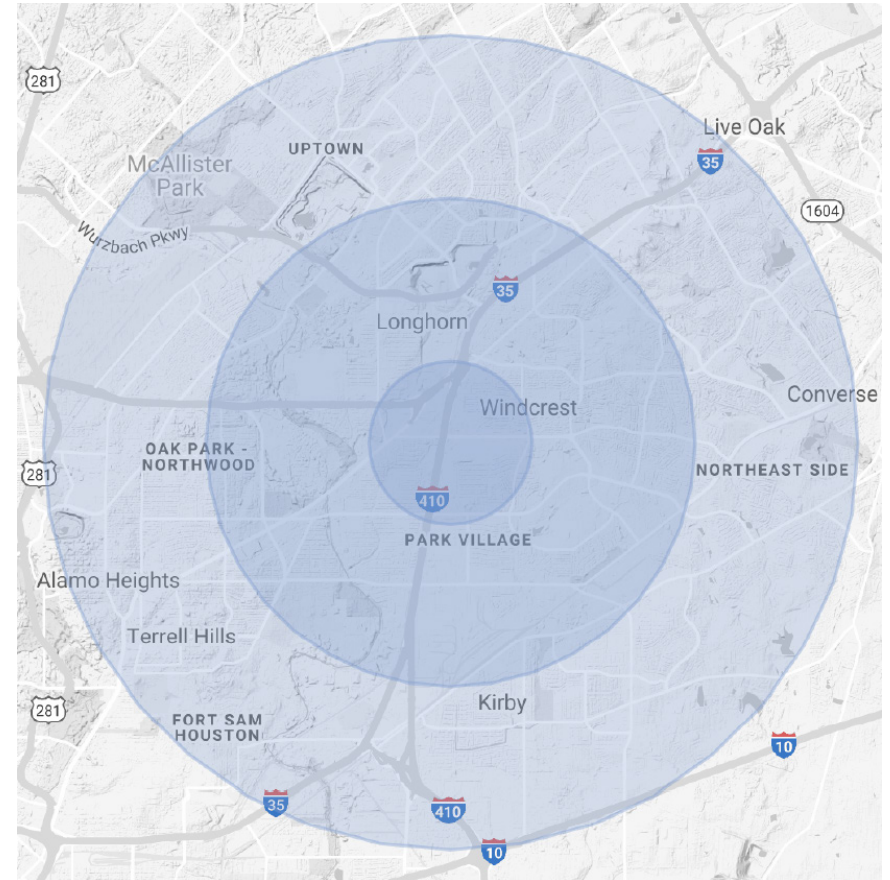 281
Live Oak
UPTOWN
35
McAllister
Park
1604
Wurzbach Pkwy
35
Longhorn
Converse
Windcrest
OAK PARK -
NORTHWOOD
NORTHEAST SIDE
281
410
PARK VILLAGE
Alamo Heights
Terrell Hills
Kirby
281
FORT SAM
HOUSTON
10
35
410
10